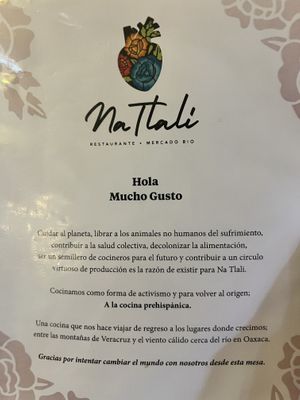 NaTlali
RESTAURANTE • MERCADO BIO
Hola
Mucho Gusto
Cuidar al planeta, librar a los animales no humanos del sufrimiento,
contribuir a la salud colectiva, decolonizar la alimentación,
ser un semillero de cocineros para el futuro y contribuir a un circulo
virtuoso de producción es la razón de existir para Na Tlali.
Cocinamos como forma de activismo y para volver al origen;
A la cocina prehispánica.
Una cocina que nos hace viajar de regreso a los lugares donde crecimos;
entre las montañas de Veracruz y el viento cálido cerca del río en Oaxaca.
Gracias por intentar cambiar el mundo con nosotros desde esta mesa.